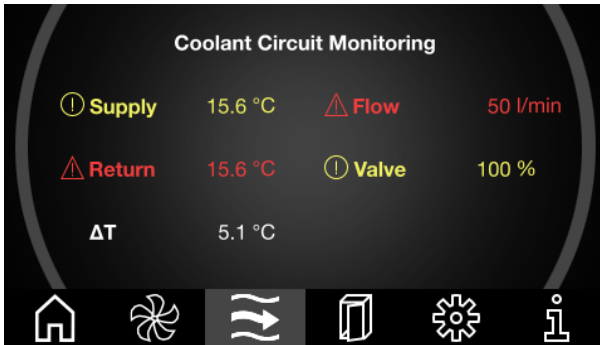 Coolant Circuit Monitoring
Supply 15.6 °C Flow 50 l/min
Return 15.6 °C Valve 100 %
ΔT 5.1 °C